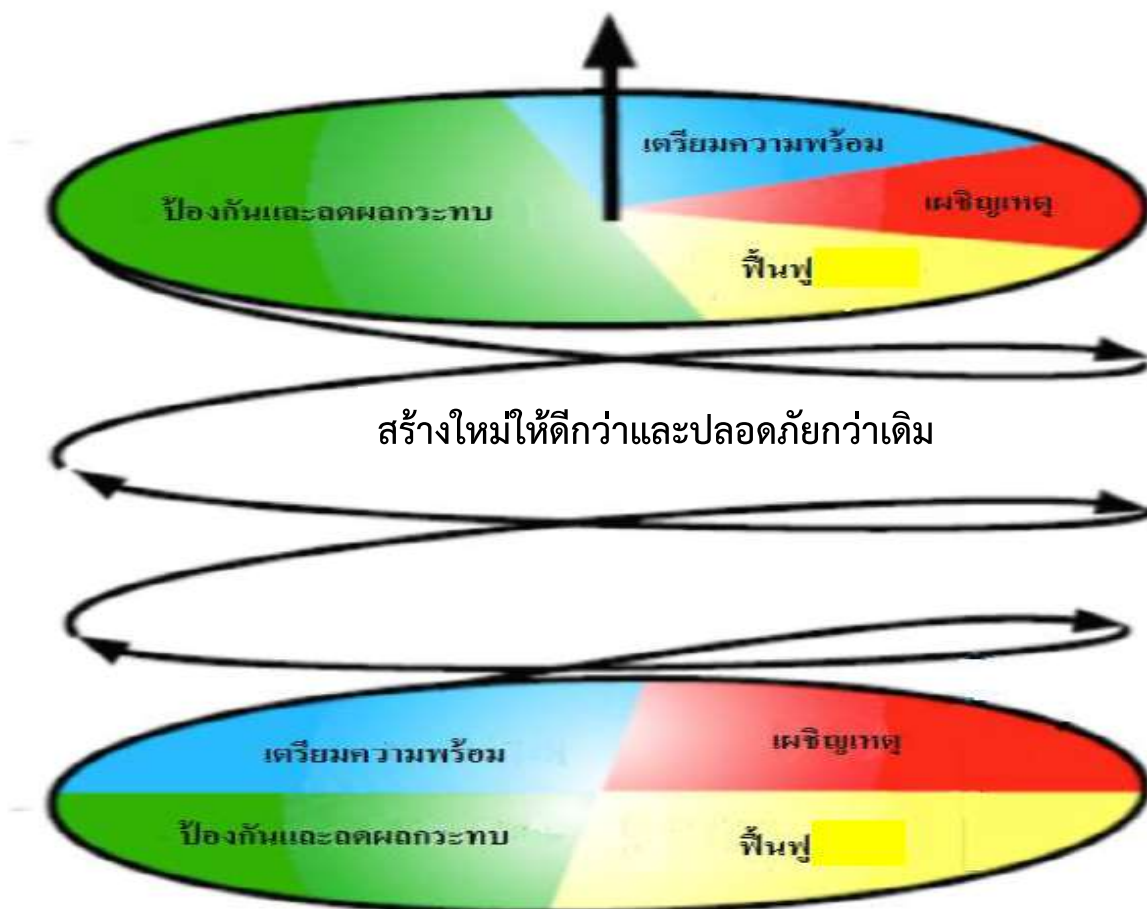 เตรียมความพร้อม
ป้องกันและลดผลกระทบ
เผชิญเหตุ
ฟื้นฟู
สร้างใหม่ให้ดีกว่าและปลอดภัยกว่าเดิม
เตรียมความพร้อม
เผชิญเหตุ
ป้องกันและลดผลกระทบ
ฟื้นฟู